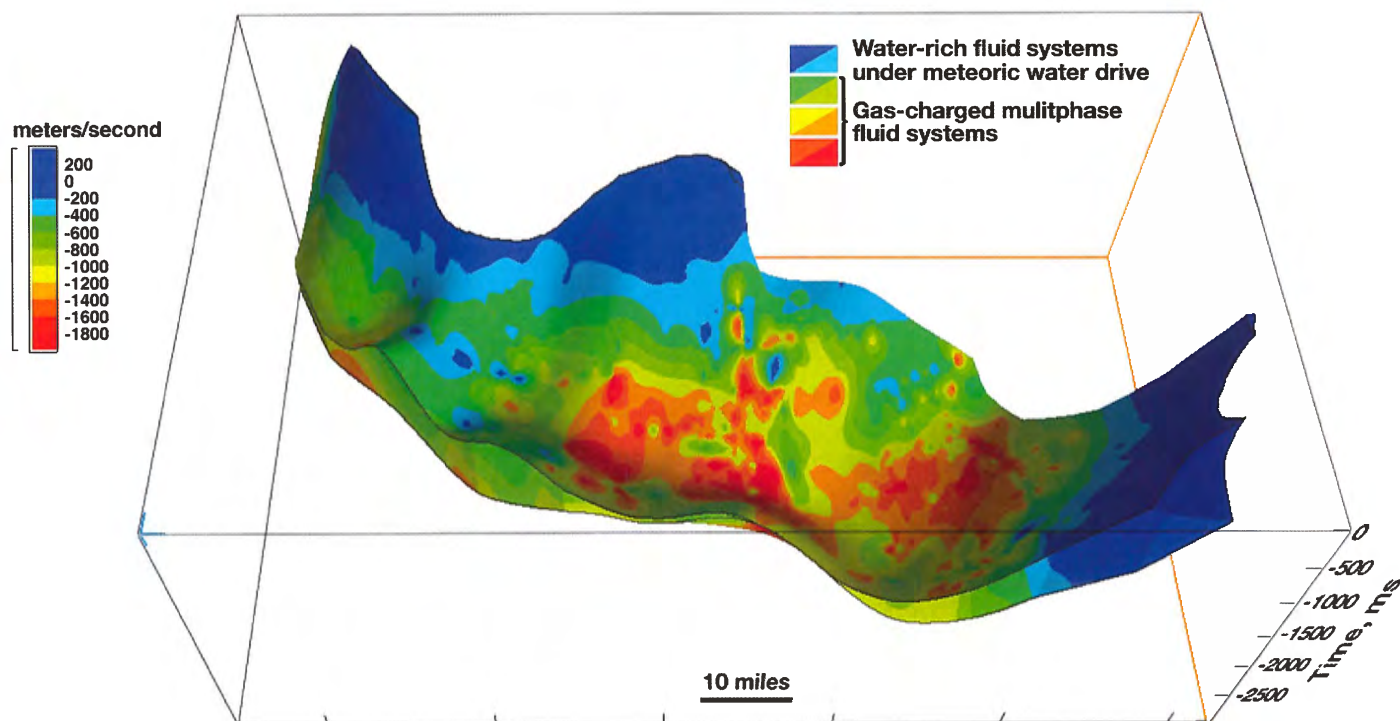 Water-rich fluid systems
under meteoric water drive
Gas-charged mulitphase
fluid systems
meters/second
200
0
-200
-400
-600
-800
-1000
-1200
-1400
-1600
-1800
0
-500
-1000
-1500
-2000
-2500
Time, ms
10 miles